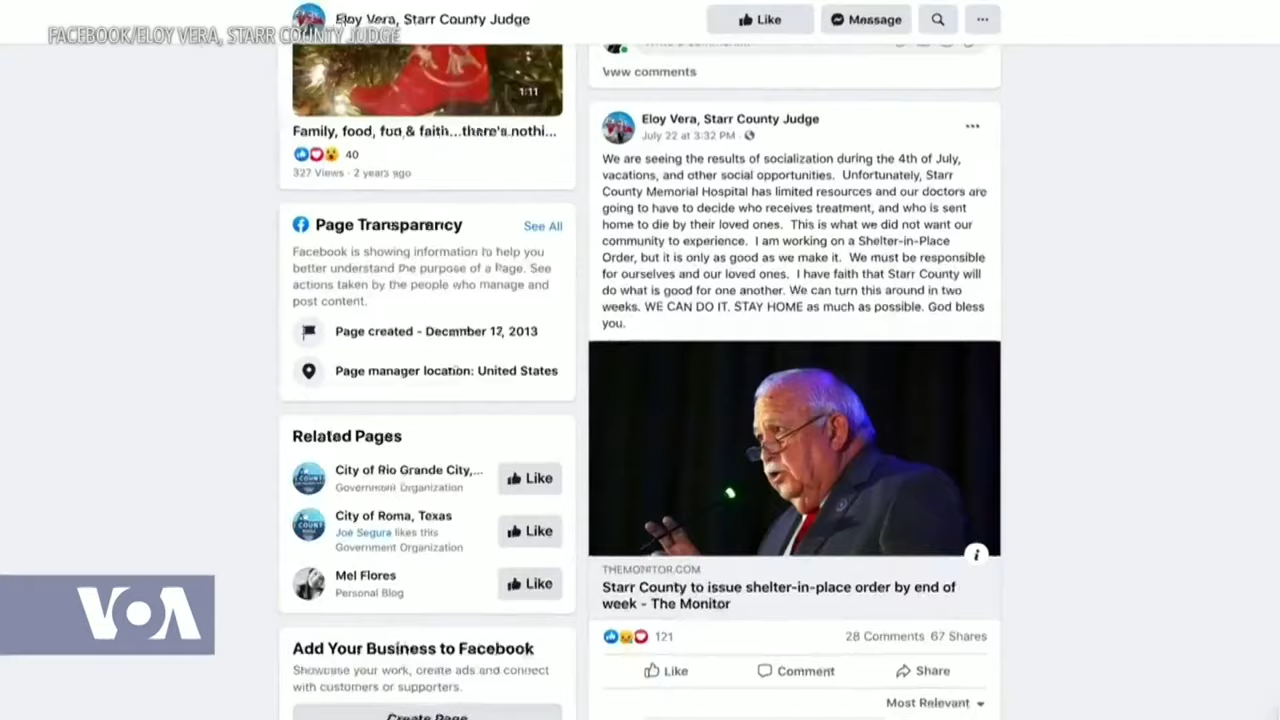 Eloy Vera, Starr County Judge
Like
Message
FACEBOOK/ELOY VERA, STARR COUNTY JUDGE
1:11
Family, food, fun & faith...there's nothi...
40
327 Views · 2 years ago
Page Transparency
See All
Facebook is showing information to help you
better understand the purpose of a Page. See
actions taken by the people who manage and
post content.
Page created - December 12, 2013
Page manager location: United States
Related Pages
City of Rio Grande City,...
Government Organization
Like
City of Roma, Texas
Joe Segura likes this
Government Organization
Like
Mel Flores
Personal Blog
Like
VOA
Add Your Business to Facebook
Showcase your work, create ads and connect
with customers or supporters.
Create Page
comments
Eloy Vera, Starr County Judge
July 22 at 3:32 PM ·
We are seeing the results of socialization during the 4th of July,
vacations, and other social opportunities. Unfortunately, Starr
County Memorial Hospital has limited resources and our doctors are
going to have to decide who receives treatment, and who is sent
home to die by their loved ones. This is what we did not want our
community to experience. I am working on a Shelter-in-Place
Order, but it is only as good as we make it. We must be responsible
for ourselves and our loved ones. I have faith that Starr County will
do what is good for one another. We can turn this around in two
weeks. WE CAN DO IT. STAY HOME as much as possible. God bless
you.
THEMONITOR.COM
Starr County to issue shelter-in-place order by end of
week - The Monitor
121
28 Comments 67 Shares
Like
Comment
Share
Most Relevant